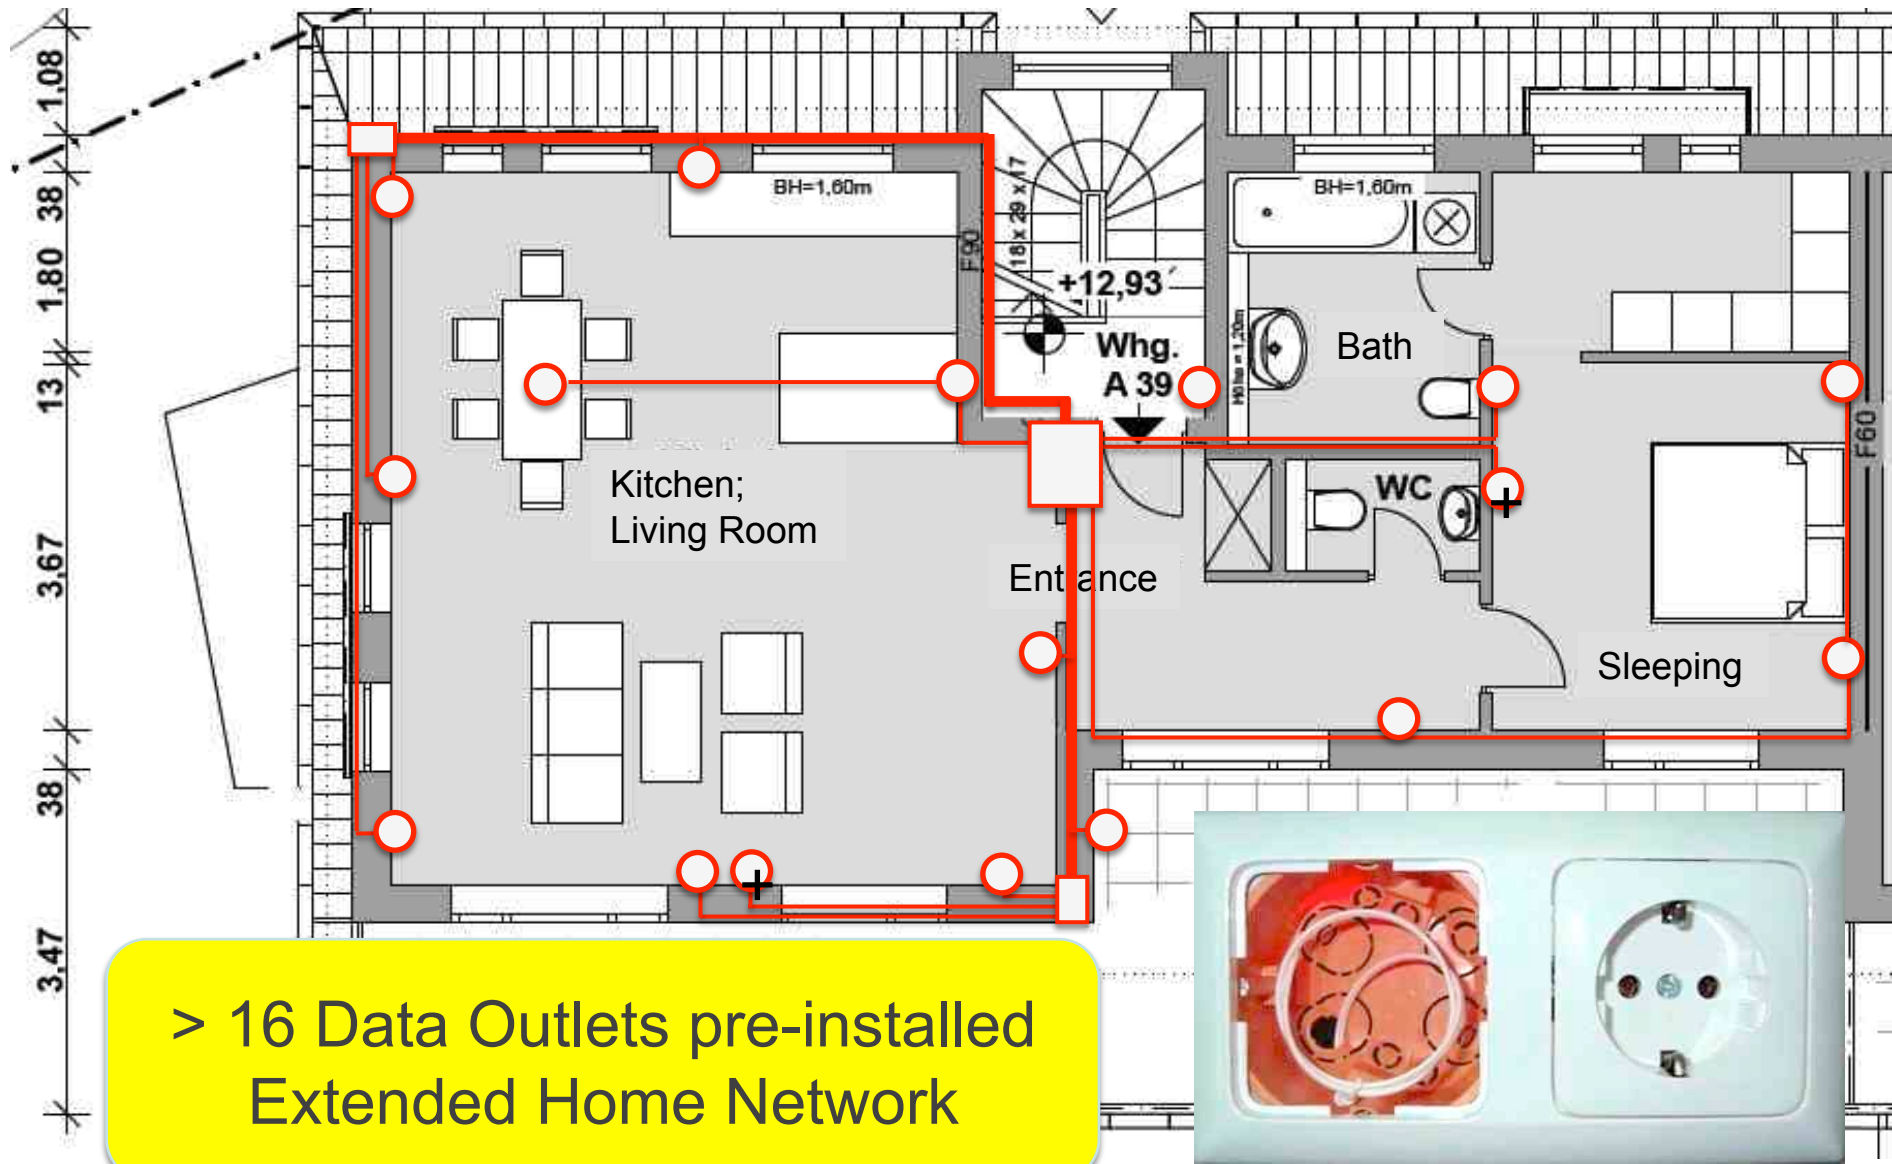 1,08
38
1,80
13
3,67
38
3,47
BH=1,60m
F90
16 x 29 x 17
+12,93
Whg.
A 39
BH=1,60m
Höhe = 1,20m
Bath
F60
Kitchen;
Living Room
WC
Entrance
Sleeping
> 16 Data Outlets pre-installed
Extended Home Network